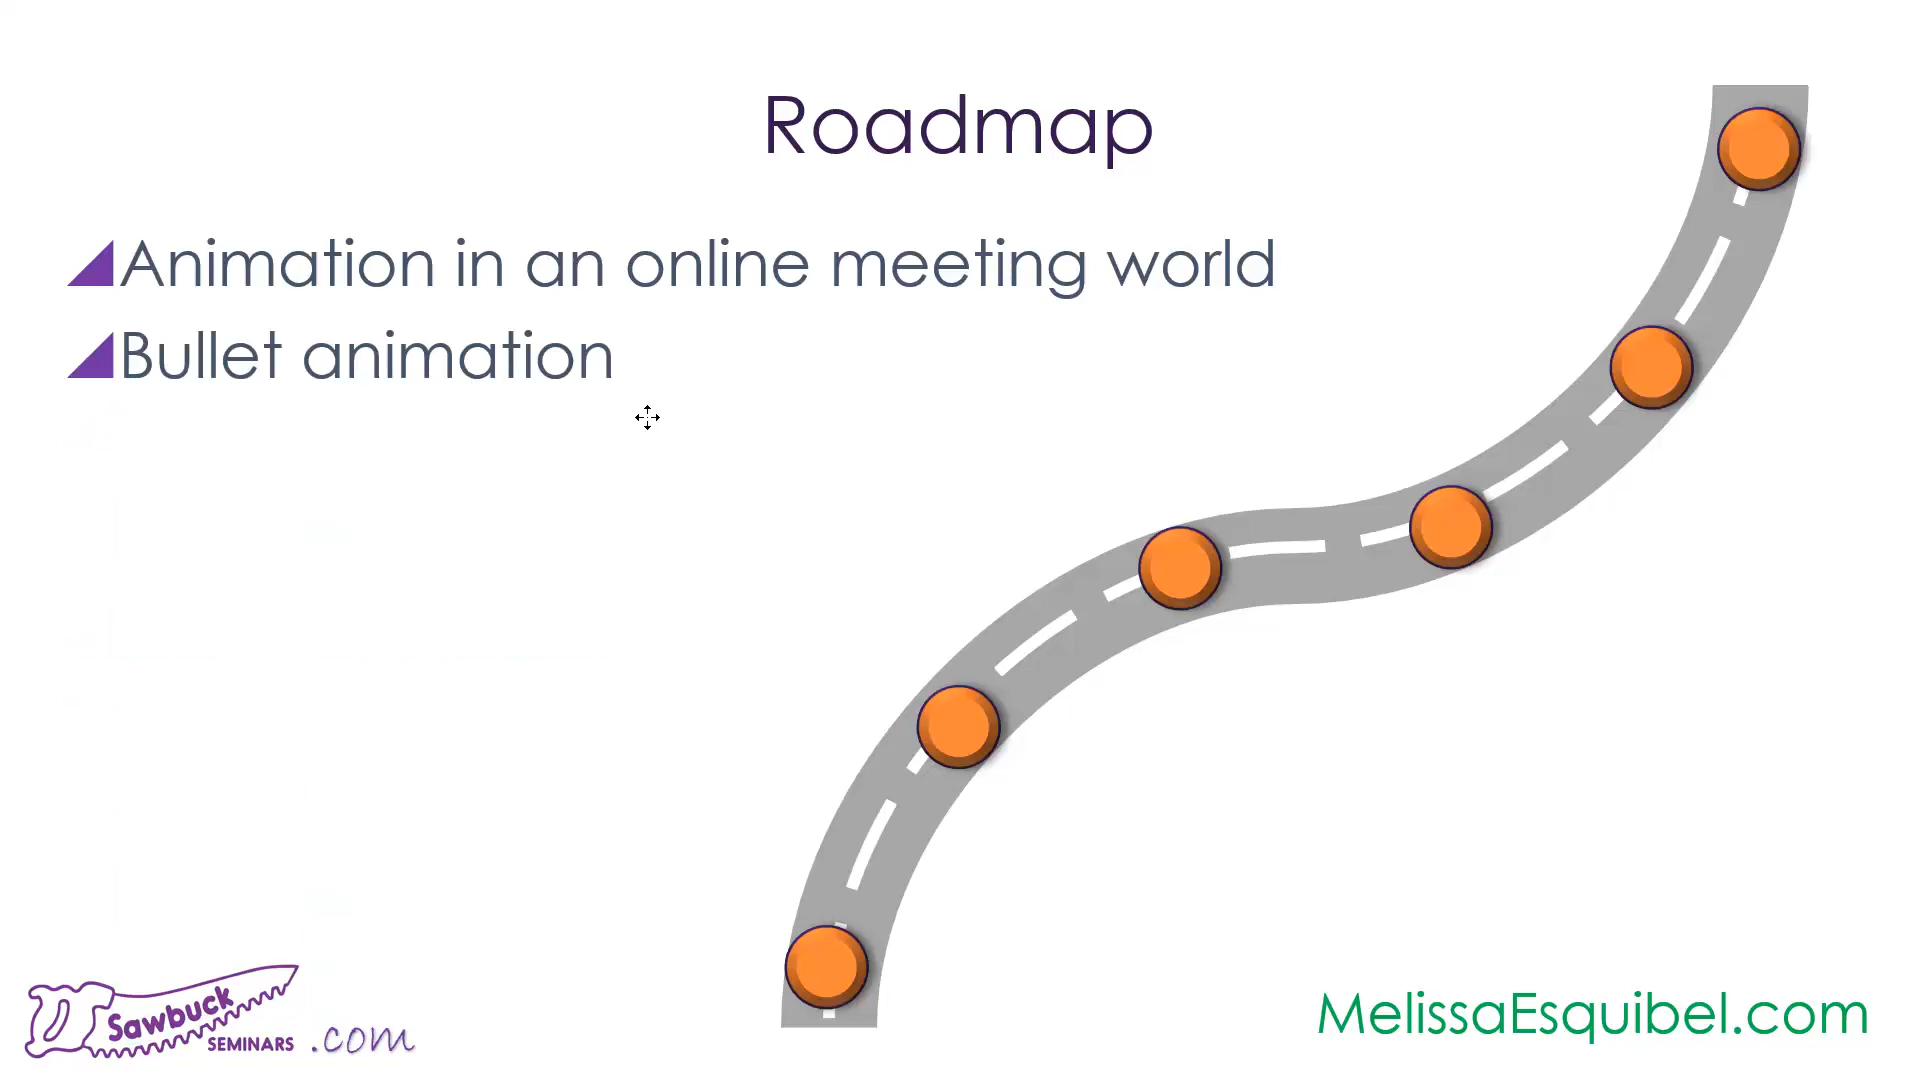 Roadmap
Animation in an online meeting world
Bullet animation
Sawbuck
SEMINARS .com
MelissaEsquibel.com